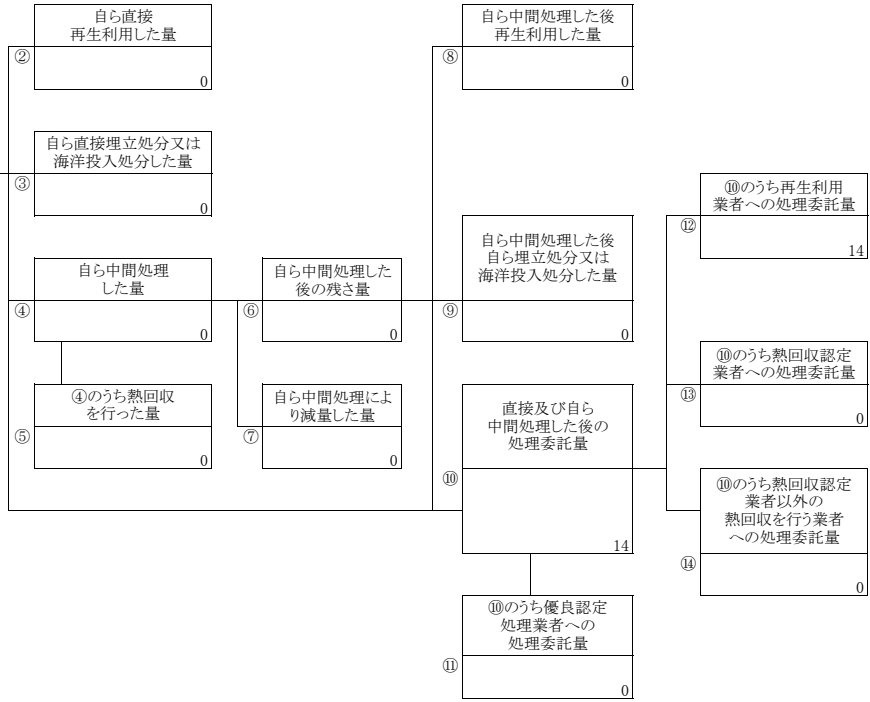 自ら直接
再生利用した量
②
0
自ら直接埋立処分又は
海洋投入処分した量
③
0
自ら中間処理
した量
④
0
④のうち熱回収
を行った量
⑤
0
自ら中間処理した
後の残さ量
⑥
0
自ら中間処理によ
り減量した量
⑦
0
自ら中間処理した後
再生利用した量
⑧
0
自ら中間処理した後
自ら埋立処分又は
海洋投入処分した量
⑨
0
直接及び自ら
中間処理した後の
処理委託量
⑩
14
⑩のうち優良認定
処理業者への
処理委託量
⑪
0
⑩のうち再生利用
業者への処理委託量
⑫
14
⑩のうち熱回収認定
業者への処理委託量
⑬
0
⑩のうち熱回収認定
業者以外の
熱回収を行う業者
への処理委託量
⑭
0